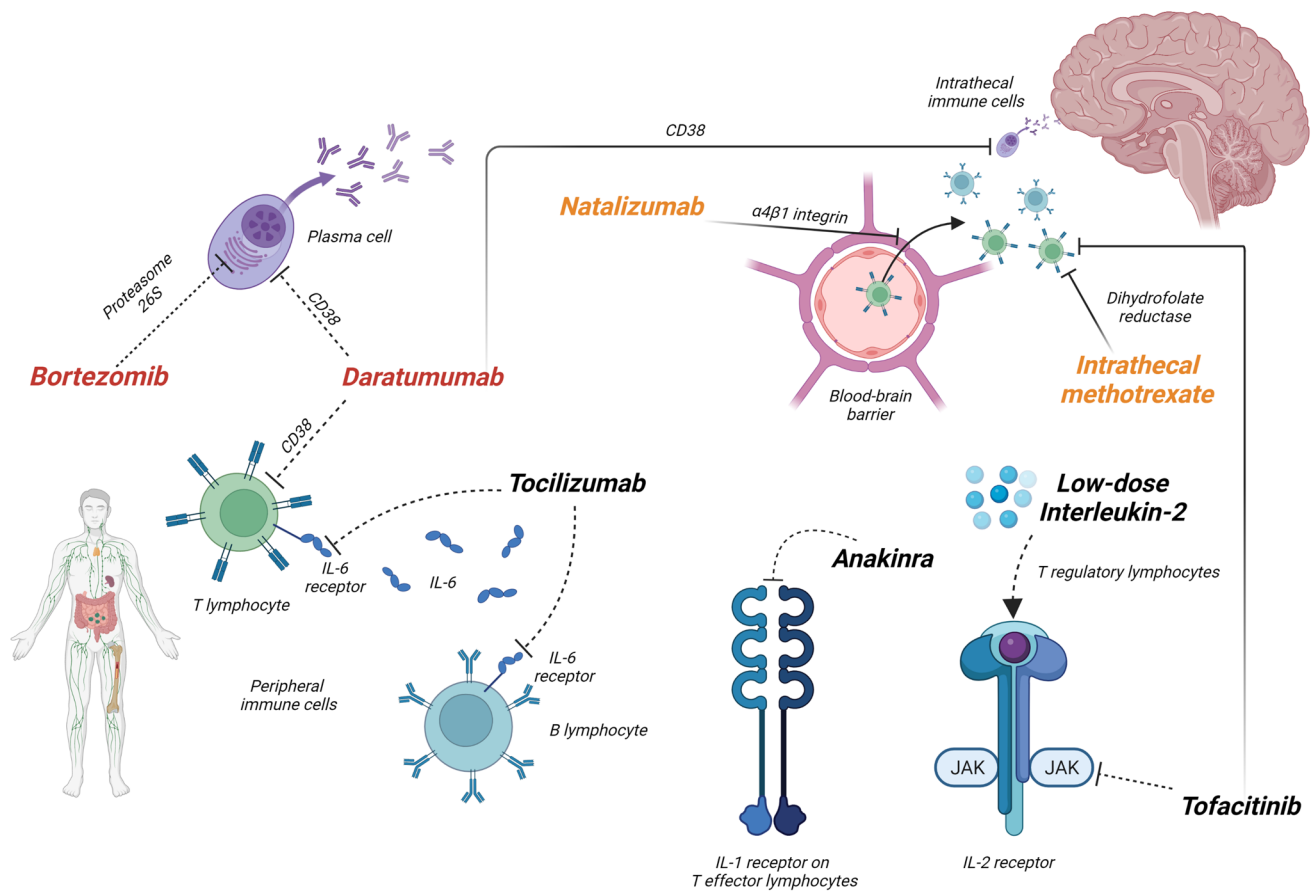 Intrathecal
immune cells
CD38
Natalizumab
α4β1 integrin
Plasma cell
Proteasome
26S
CD38
Dihydrofolate
reductase
Bortezomib
Daratumumab
Intrathecal
methotrexate
Blood-brain
barrier
CD38
Tocilizumab
Low-dose
Interleukin-2
Anakinra
IL-6
receptor
IL-6
T lymphocyte
T regulatory lymphocytes
IL-6
receptor
Peripheral
immune cells
B lymphocyte
JAK
JAK
Tofacitinib
IL-1 receptor on
T effector lymphocytes
IL-2 receptor